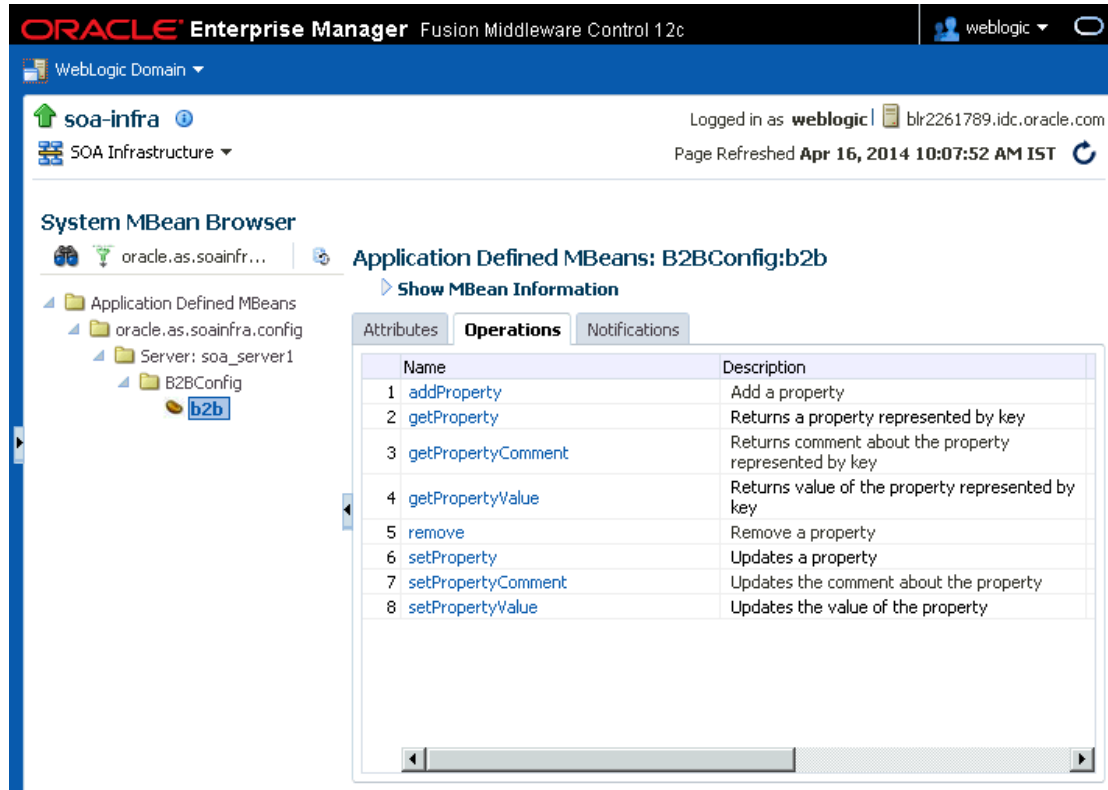 ORACLE Enterprise Manager Fusion Middleware Control 12c weblogic
WebLogic Domain
soa-infra
Logged in as weblogic blr2261789.idc.oracle.com
SOA Infrastructure
Page Refreshed Apr 16, 2014 10:07:52 AM IST
System MBean Browser
oracle.as.soainfr...
Application Defined MBeans
oracle.as.soainfra.config
Server: soa_server1
B2BConfig
b2b
Application Defined MBeans: B2BConfig:b2b
Show MBean Information
Attributes Operations Notifications
Name Description
1 addProperty Add a property
2 getProperty Returns a property represented by key
3 getPropertyComment Returns comment about the property
represented by key
4 getPropertyValue Returns value of the property represented by
key
5 remove Remove a property
6 setProperty Updates a property
7 setPropertyComment Updates the comment about the property
8 setPropertyValue Updates the value of the property